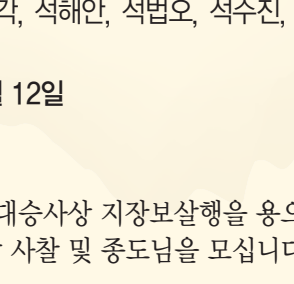 각, 석해안, 석법오, 석수진,
12일
대승사상 지장보살행을 용으
사찰 및 종도님을 모십니다